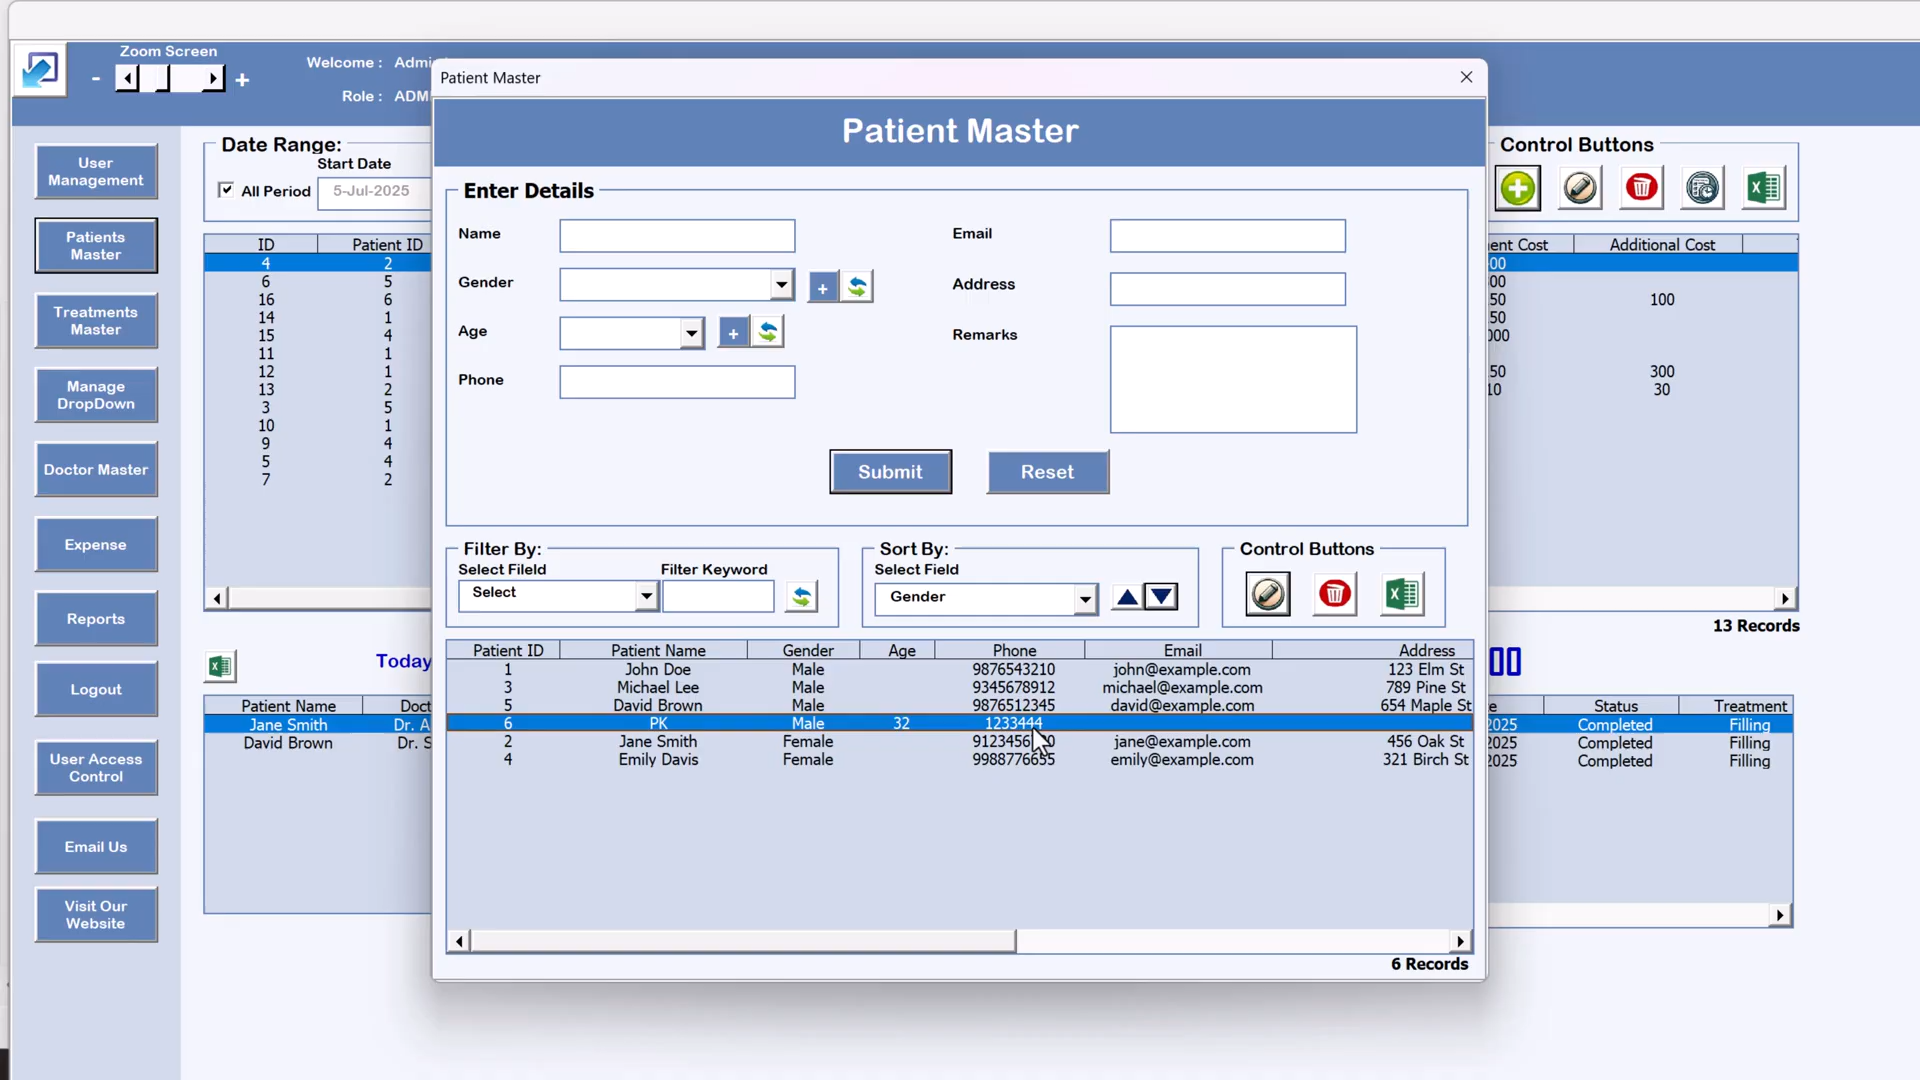 Zoom Screen
-
+
Welcome :
Role :
User Management
Patients Master
Treatments Master
Manage DropDown
Doctor Master
Expense
Reports
Logout
User Access Control
Email Us
Visit Our Website
Date Range:
Start Date
All Period
5-Jul-2025
ID Patient ID
4 2
6 5
16 6
14 1
15 4
11 1
12 1
13 2
3 5
10 1
9 4
5 4
7 2
Today
Patient Name
Jane Smith
David Brown
Patient Master
Patient Master
Enter Details
Name
Gender
+
Age
+
Phone
Email
Address
Remarks
Submit
Reset
Filter By:
Select Fileld
Filter Keyword
Select
Sort By:
Select Field
Gender
Control Buttons
Patient ID Patient Name Gender Age Phone Email Address
1 John Doe Male 9876543210 john@example.com 123 Elm St
3 Michael Lee Male 9345678912 michael@example.com 789 Pine St
5 David Brown Male 9876512345 david@example.com 654 Maple St
6 PK Male 32 1233444
2 Jane Smith Female jane@example.com 456 Oak St
4 Emily Davis Female 9988776655 emily@example.com 321 Birch St
6 Records
Control Buttons
Cost Additional Cost
100
300
30
13 Records
Status Treatment
2025 Completed Filling
2025 Completed Filling
2025 Completed Filling